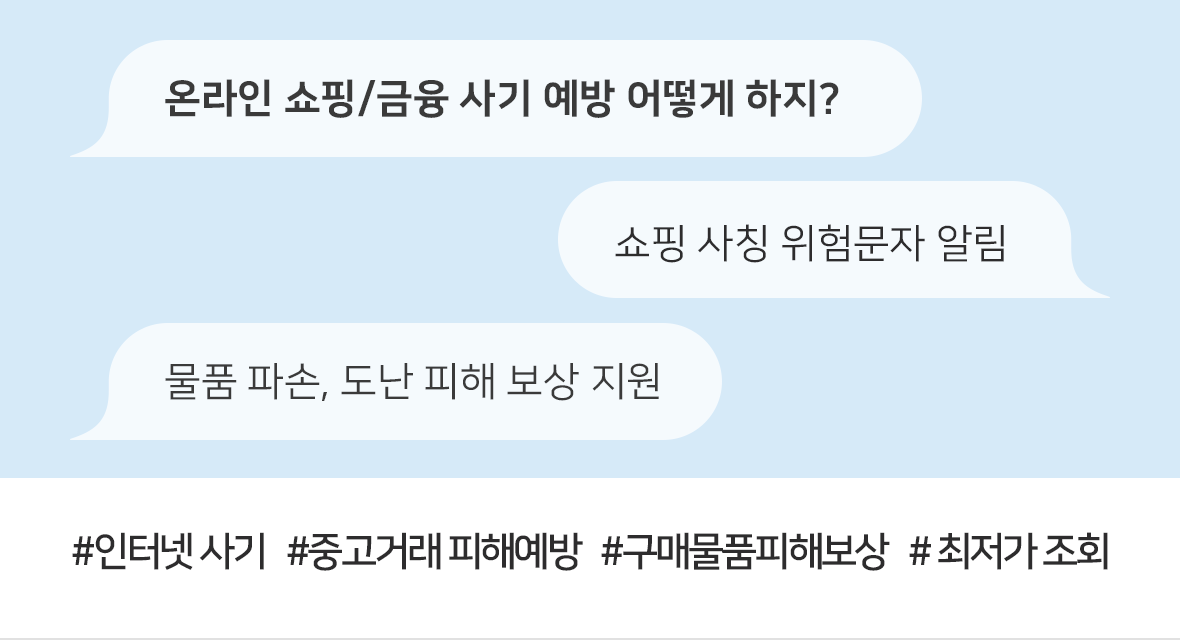 온라인 쇼핑/금융 사기 예방 어떻게 하지?
쇼핑 사칭 위험문자 알림
물품 파손, 도난 피해 보상 지원
#인터넷 사기 #중고거래 피해예방 #구매물품피해보상 # 최저가 조회